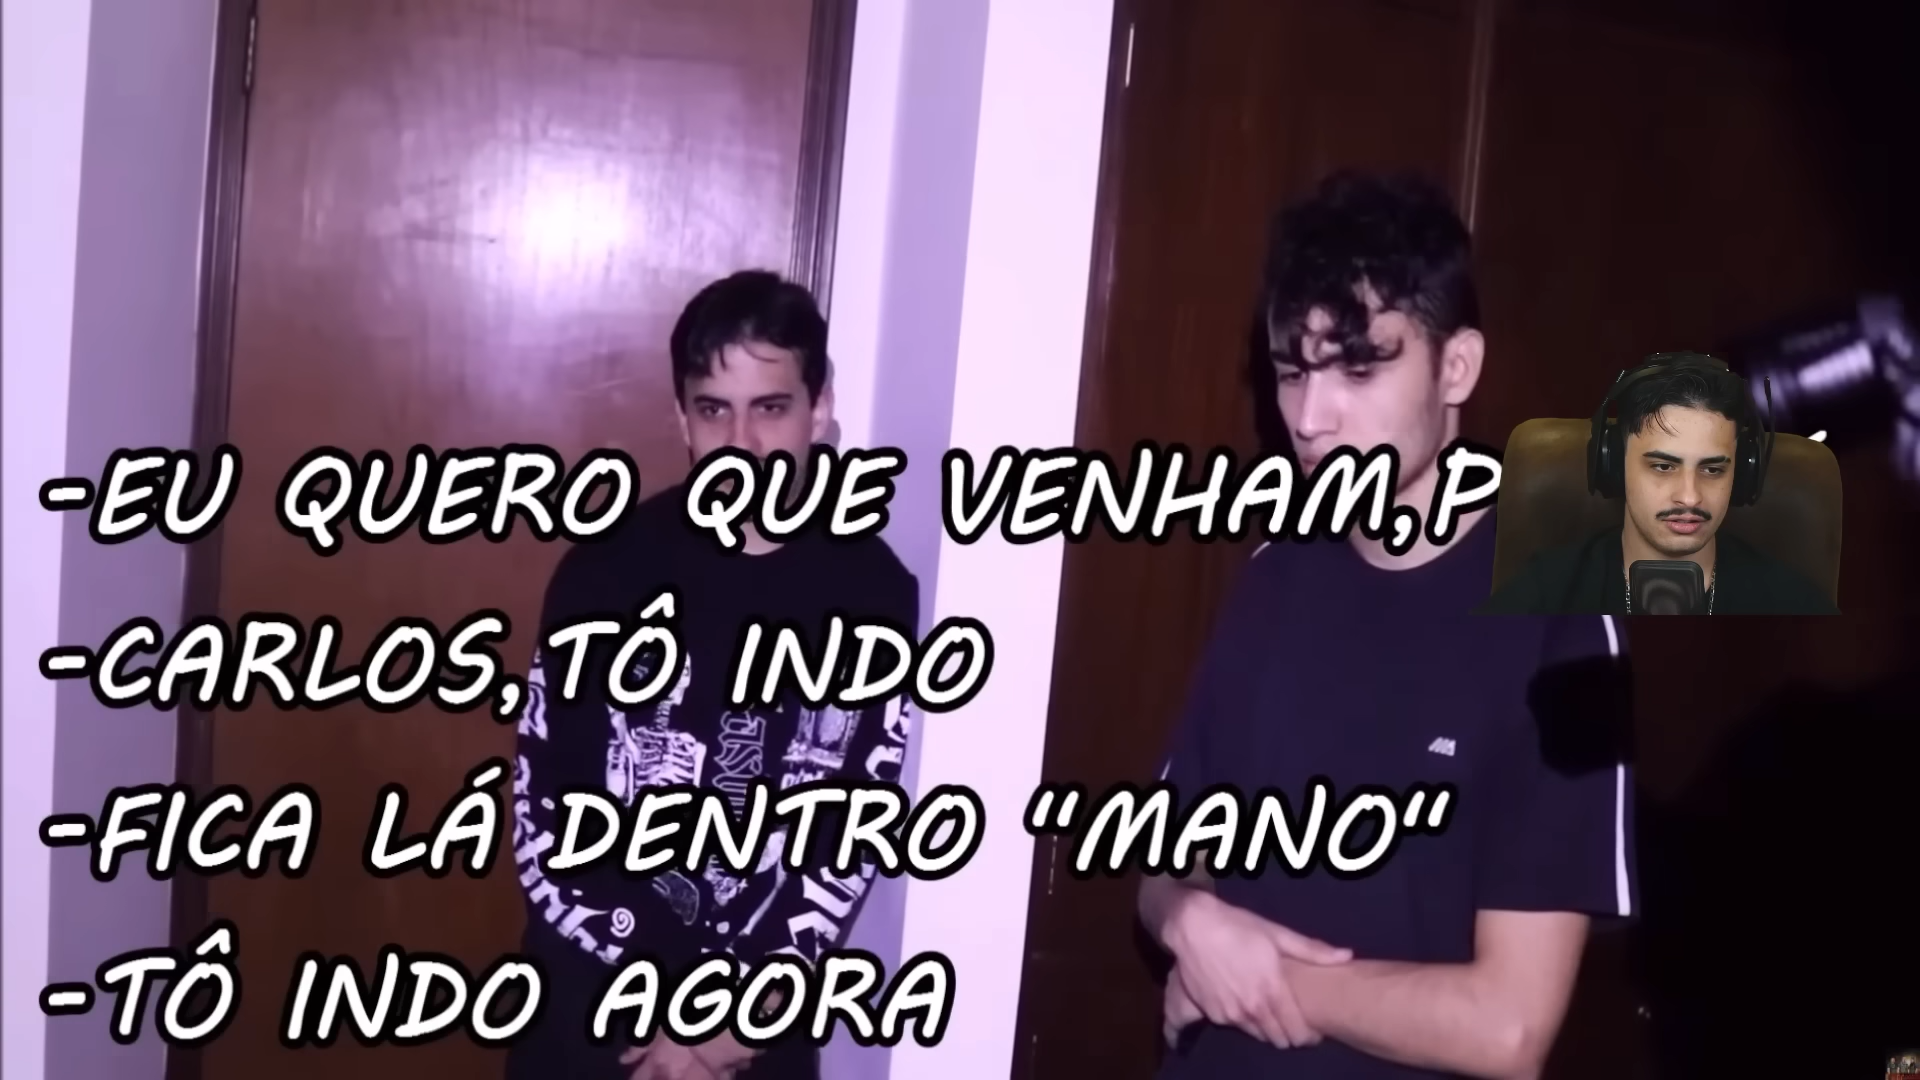 -EU QUERO QUE VENHAM,P
-CARLOS,TÔ INDO
-FICA LÁ DENTRO "MANO"
-TÔ INDO AGORA